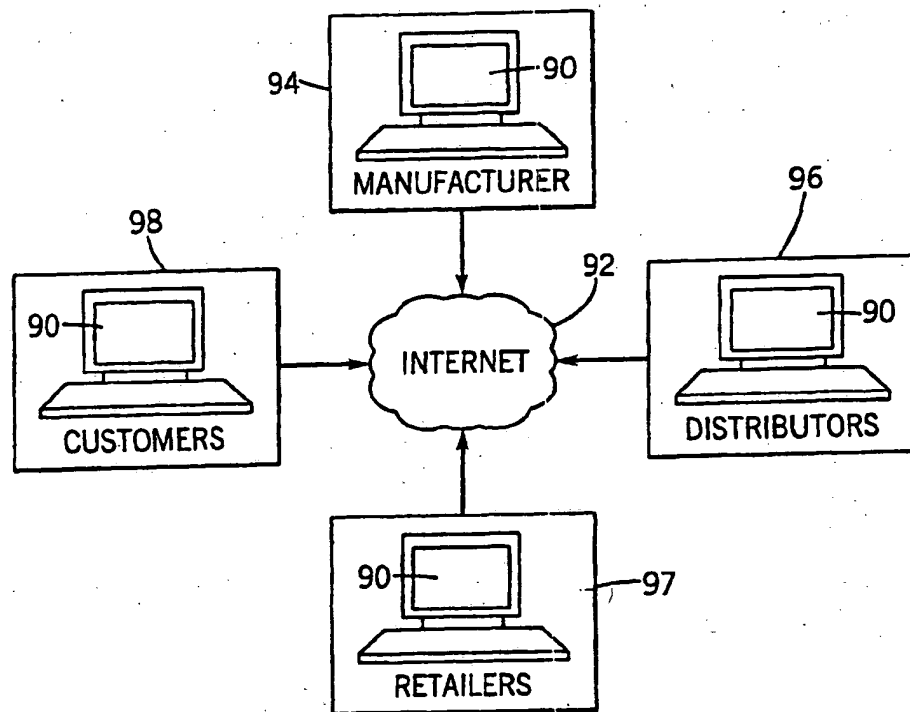 94
90
MANUFACTURER
98
96
90
CUSTOMERS
92
INTERNET
90
DISTRIBUTORS
90
97
RETAILERS